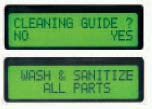 CLEANING GUIDE ?
NO YES
WASH & SANITIZE
ALL PARTS